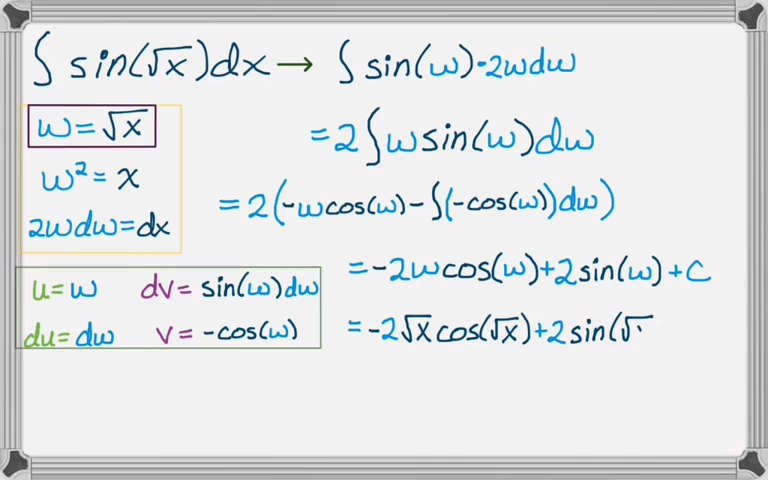 ∫ sin(√x)dx → ∫ sin(w)·2wdw
w = √x
= 2∫wsin(w)dw
w² = x
2wdw = dx
= 2(-wcos(w) - ∫(-cos(w))dw)
u = w dv = sin(w)dw
= -2wcos(w) + 2sin(w) + C
du = dw v = -cos(w)
= -2√x cos(√x) + 2sin(√